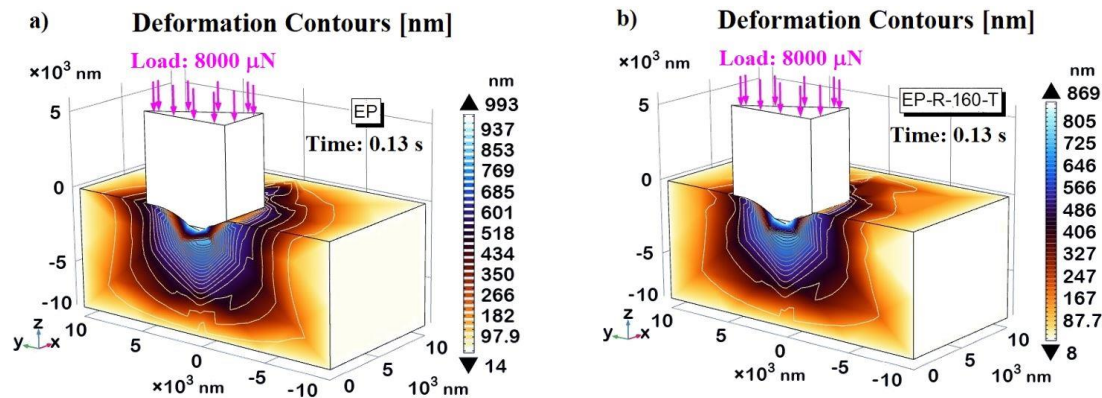 a) Deformation Contours [nm]
Load: 8000 µN
×10³ nm
nm
5
0
-5
-10
EP
Time: 0.13 s
993
937
853
769
685
601
518
434
350
266
182
97.9
14
z
y x
10
5
0
-5
-10
×10³ nm
0
5
10
10³ nm
b) Deformation Contours [nm]
Load: 8000 µN
×10³ nm
nm
5
0
-5
-10
EP-R-160-T
Time: 0.13 s
869
805
725
646
566
486
406
327
247
167
87.7
8
z
y x
10
5
0
-5
-10
×10³ nm
0
5
10
10³ nm